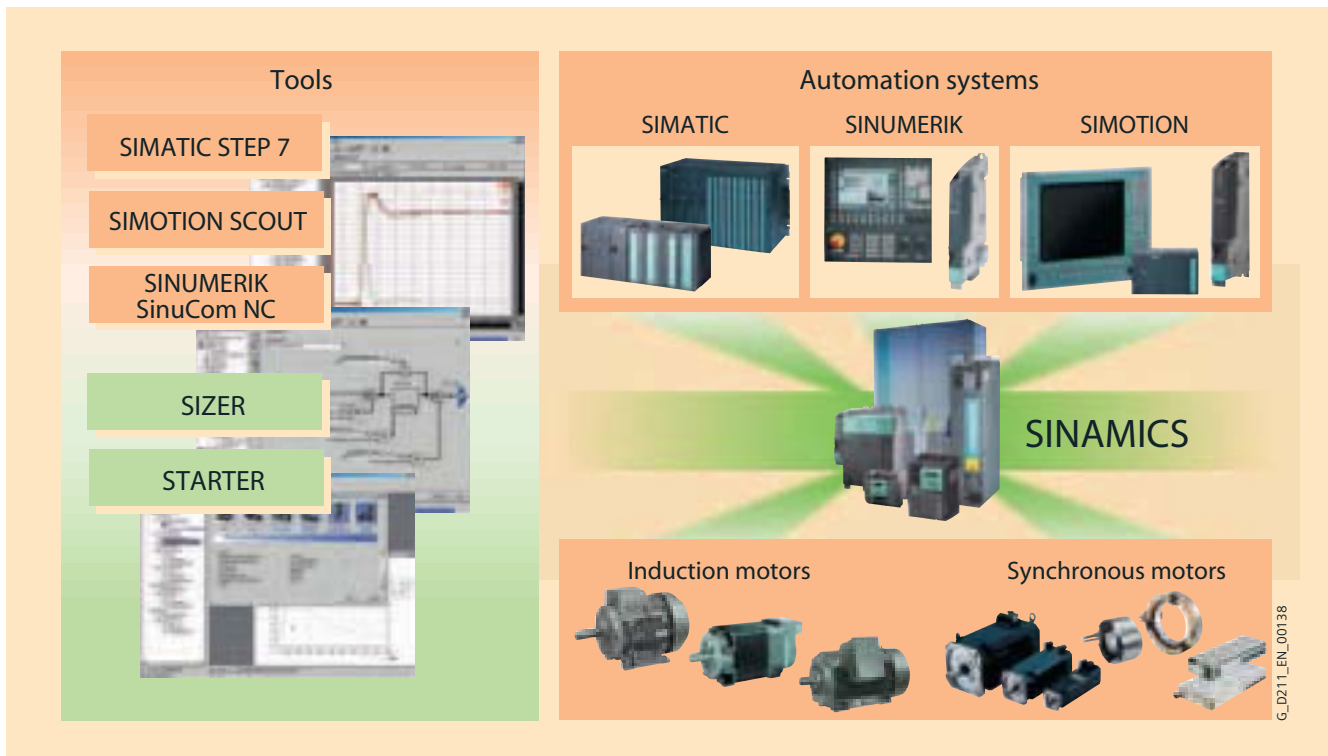 Tools
SIMATIC STEP 7
SIMOTION SCOUT
SINUMERIK
SinuCom NC
SIZER
STARTER
Automation systems
SIMATIC
SINUMERIK
SIMOTION
SINAMICS
Induction motors
Synchronous motors
G_D211_EN_00138